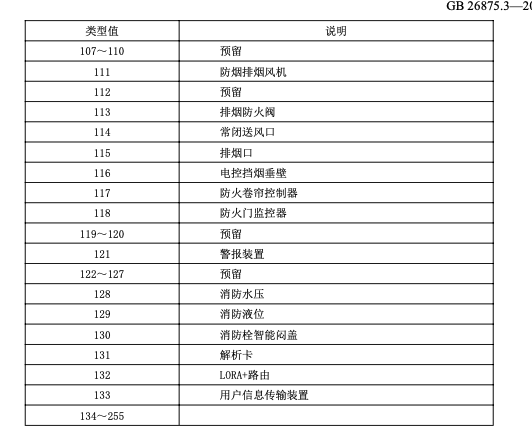 GB 26875.3—20
类型值 说明
107～110 预留
111 防烟排烟风机
112 预留
113 排烟防火阀
114 常闭送风口
115 排烟口
116 电控挡烟垂壁
117 防火卷帘控制器
118 防火门监控器
119～120 预留
121 警报装置
122～127 预留
128 消防水压
129 消防液位
130 消防栓智能闷盖
131 解析卡
132 LORA+路由
133 用户信息传输装置
134～255